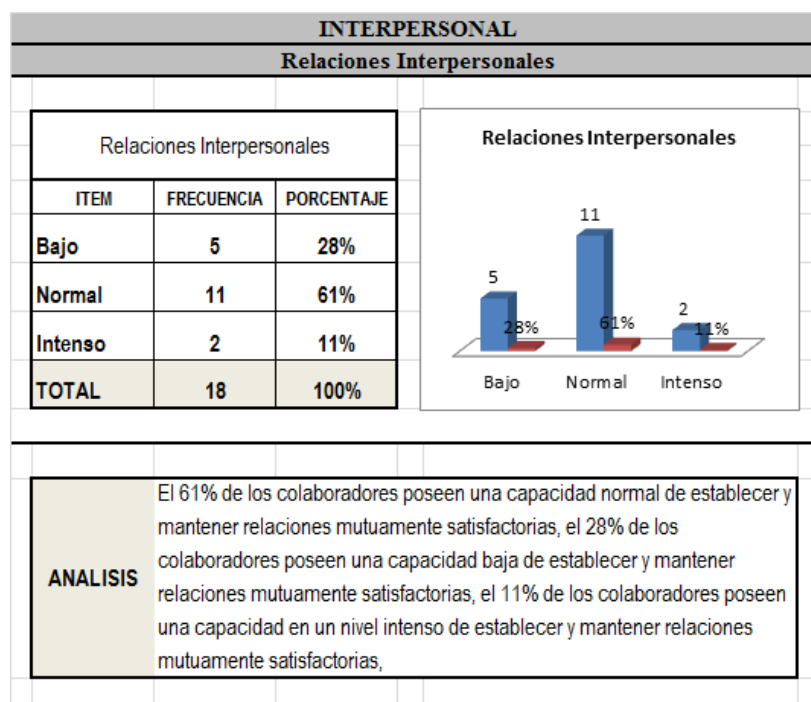 INTERPERSONAL
Relaciones Interpersonales
Relaciones Interpersonales
ITEM FRECUENCIA PORCENTAJE
Bajo 5 28%
Normal 11 61%
Intenso 2 11%
TOTAL 18 100%
Relaciones Interpersonales
11
5
2
28% 61% 11%
Bajo Normal Intenso
ANALISIS
El 61% de los colaboradores poseen una capacidad normal de establecer y
mantener relaciones mutuamente satisfactorias, el 28% de los
colaboradores poseen una capacidad baja de establecer y mantener
relaciones mutuamente satisfactorias, el 11% de los colaboradores poseen
una capacidad en un nivel intenso de establecer y mantener relaciones
mutuamente satisfactorias,